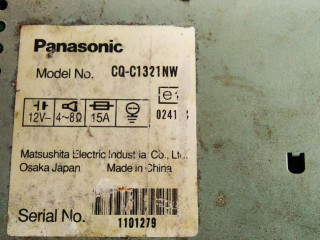 Panasonic
Model No. CQ-C1321NW
e
12V⎓ 4~8Ω 15A 0241
Matsushita Electric Industrial Co., Ltd.
Osaka Japan Made in China
Serial No. 1101279